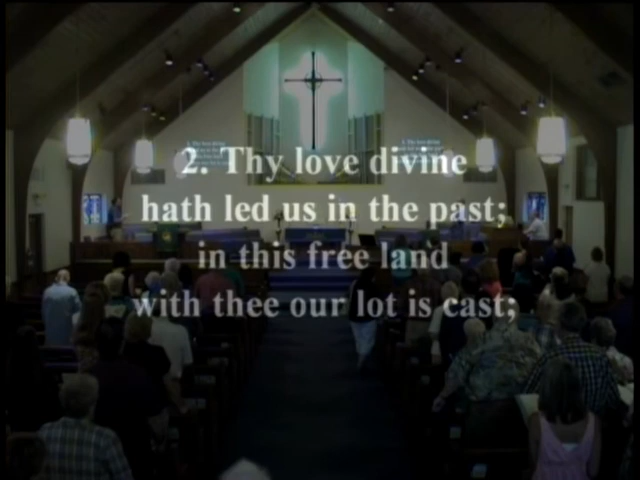 2. Thy love divine
hath led us in the past;
in this free land
with thee our lot is cast;